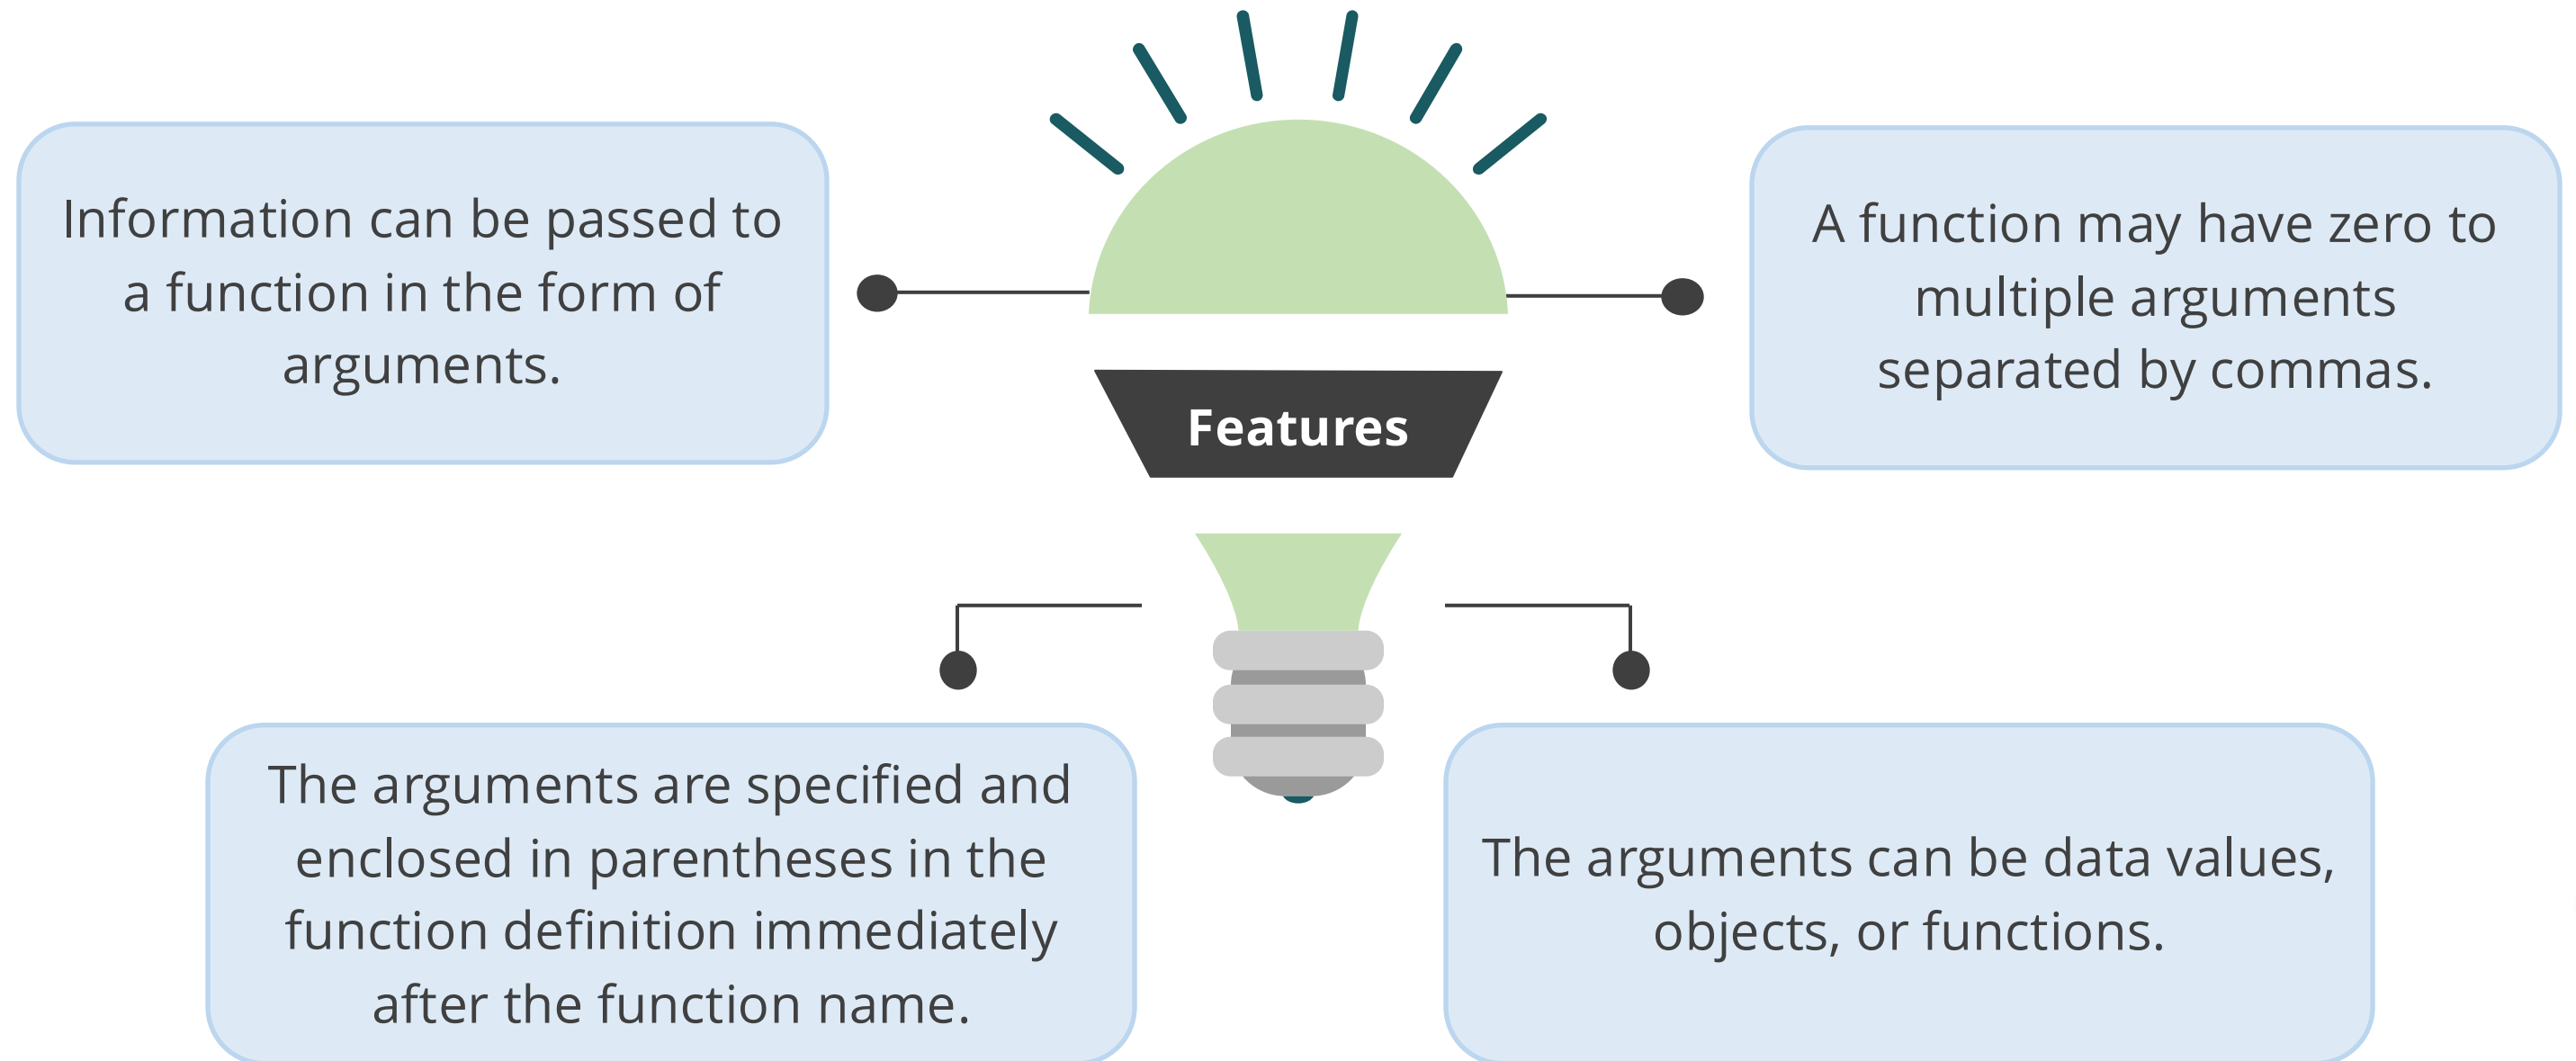 Information can be passed to
a function in the form of
arguments.
A function may have zero to
multiple arguments
separated by commas.
Features
The arguments are specified and
enclosed in parentheses in the
function definition immediately
after the function name.
The arguments can be data values,
objects, or functions.